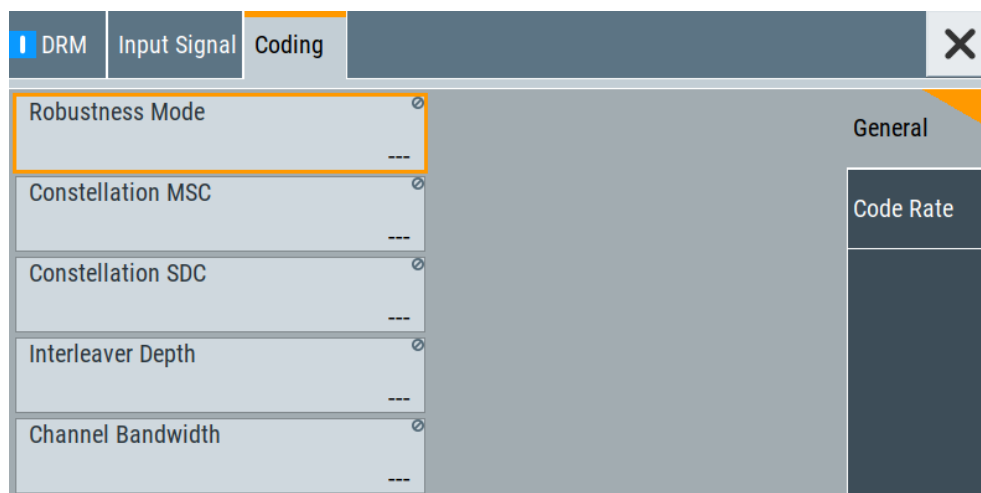 DRM
Input Signal
Coding
Robustness Mode
---
General
Constellation MSC
---
Code Rate
Constellation SDC
---
Interleaver Depth
---
Channel Bandwidth
---